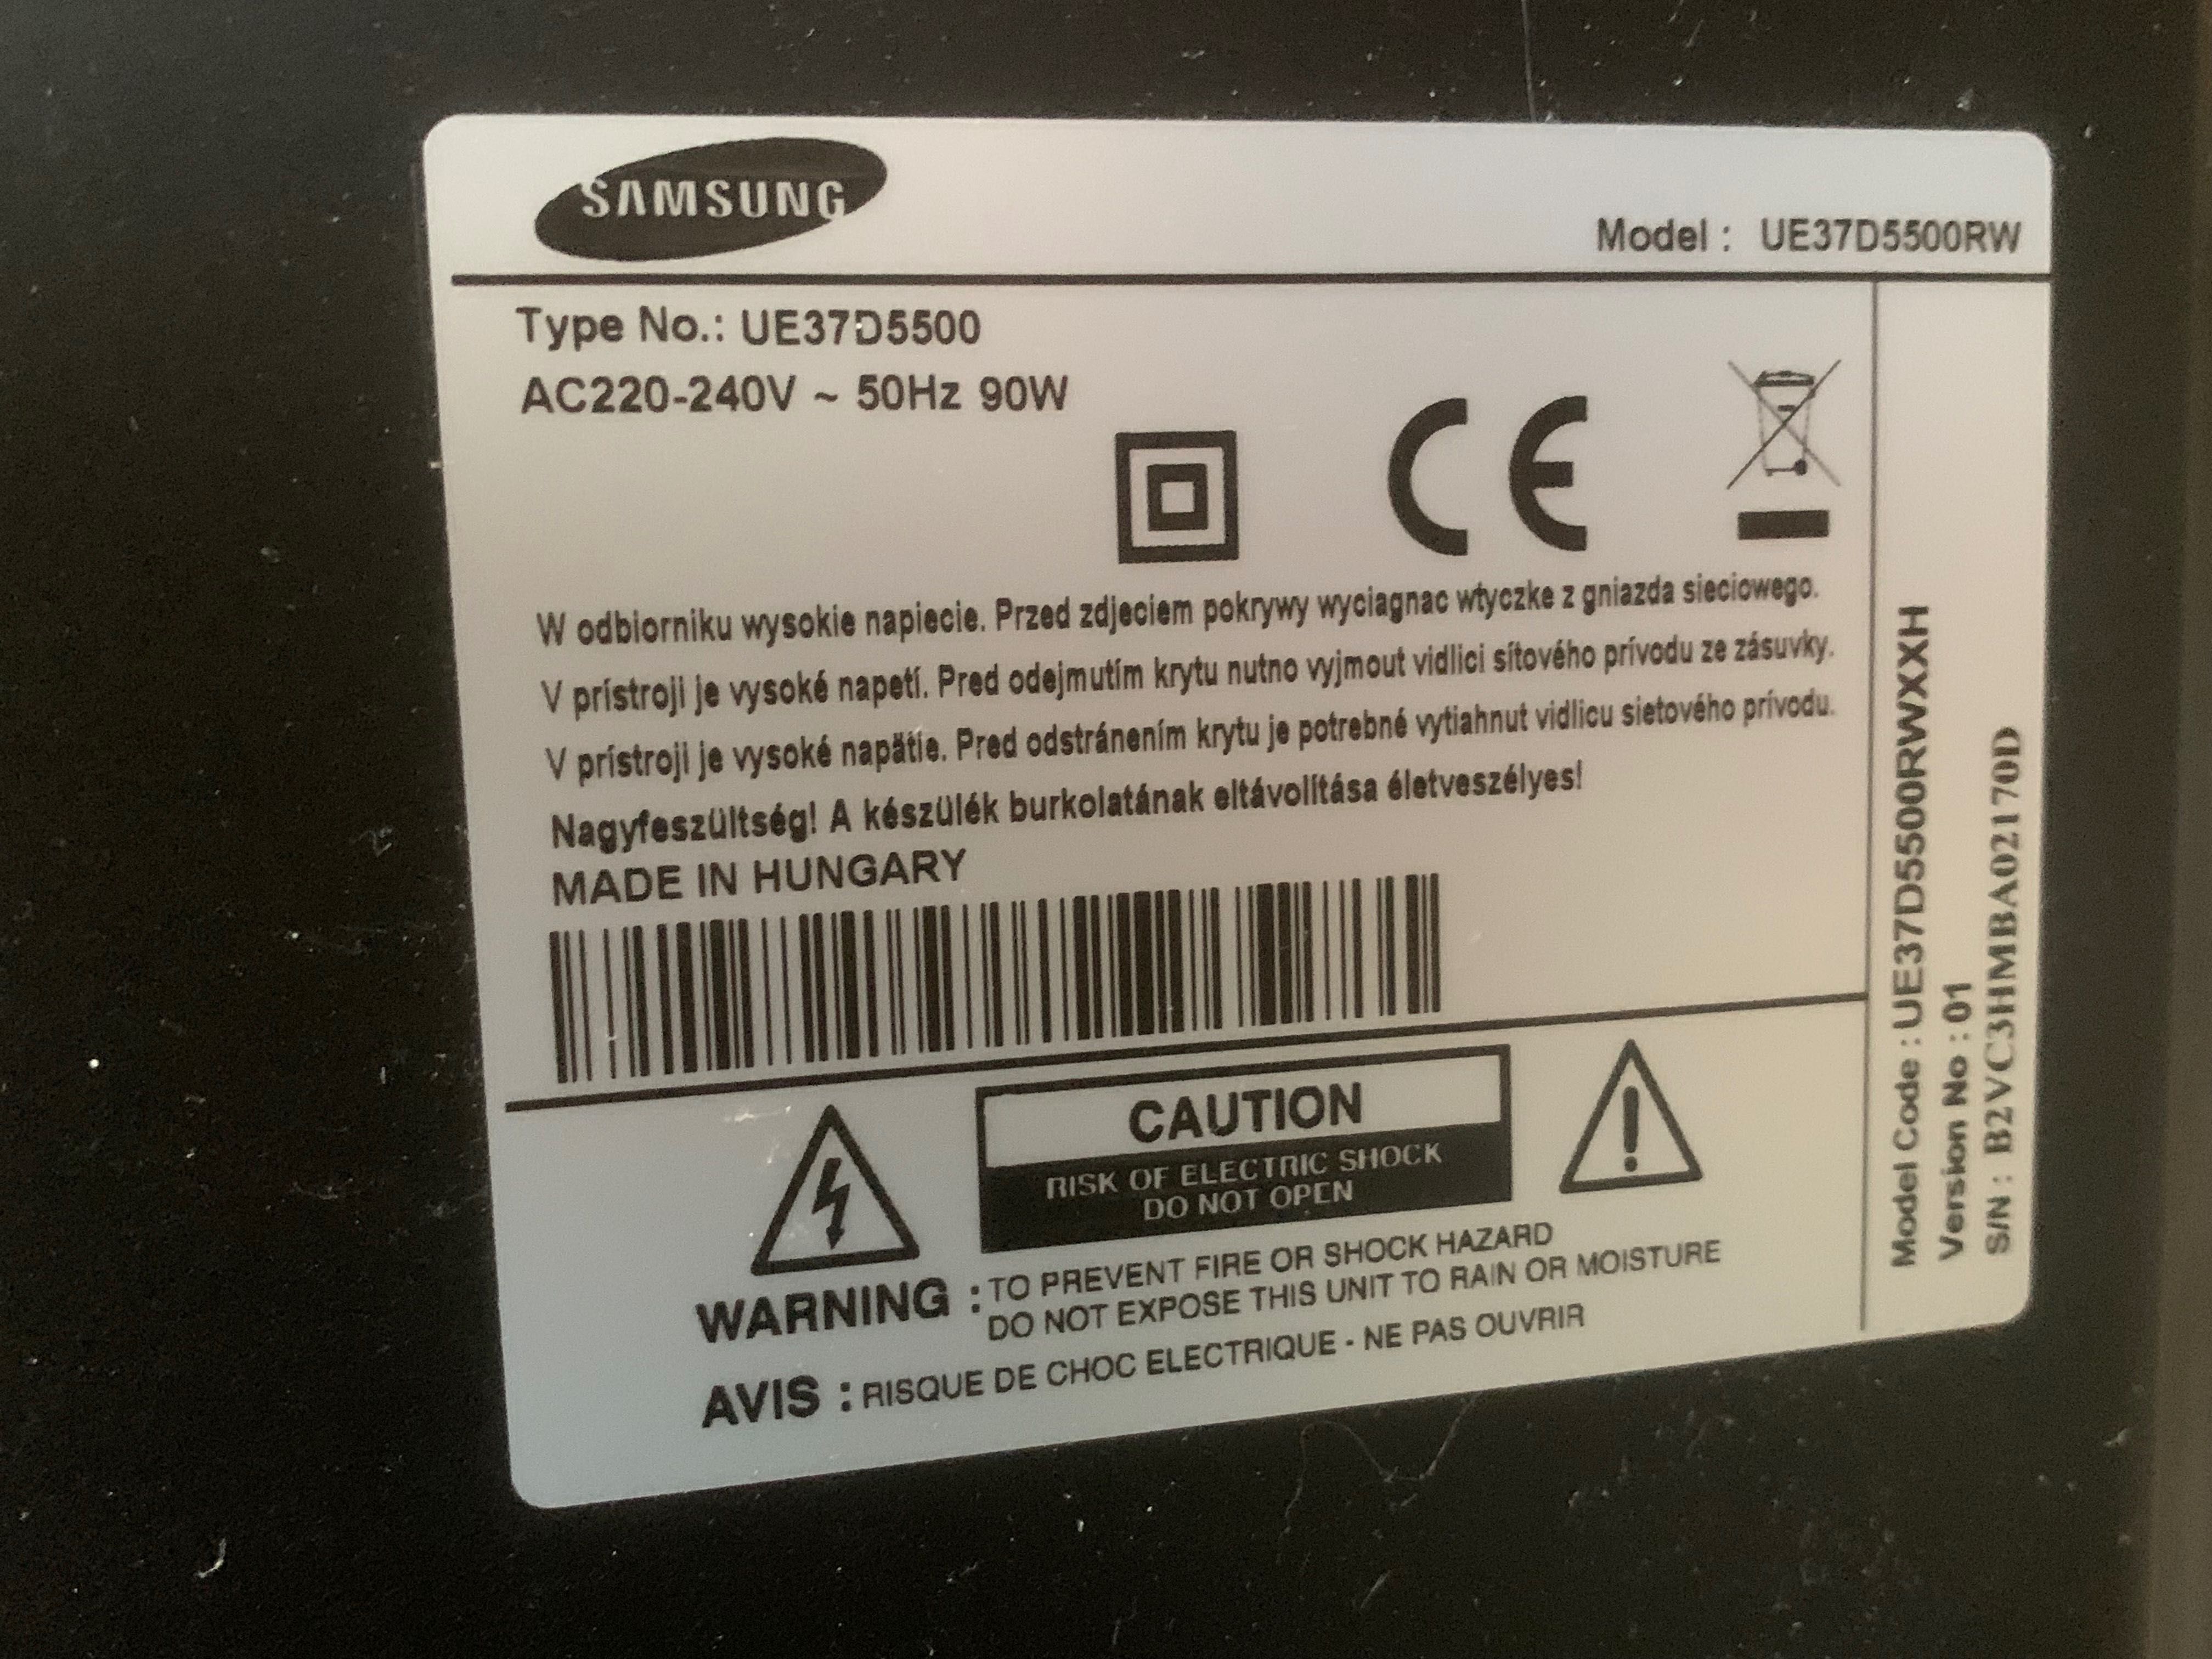 SAMSUNG
Model : UE37D5500RW
Type No.: UE37D5500
AC220-240V ~ 50Hz 90W
CE
W odbiorniku wysokie napiecie. Przed zdjeciem pokrywy wyciagnac wtyczke z gniazda sieciowego.
V prístroji je vysoké napetí. Pred odejmutím krytu nutno vyjmout vidlici sítového prívodu ze zásuvky.
V prístroji je vysoké napätie. Pred odstránením krytu je potrebné vytiahnut vidlicu sietového prívodu.
Nagyfeszültség! A készülék burkolatának eltávolítása életveszélyes!
MADE IN HUNGARY
CAUTION
RISK OF ELECTRIC SHOCK
DO NOT OPEN
WARNING : TO PREVENT FIRE OR SHOCK HAZARD
DO NOT EXPOSE THIS UNIT TO RAIN OR MOISTURE
AVIS : RISQUE DE CHOC ELECTRIQUE - NE PAS OUVRIR
Model Code : UE37D5500RWXXH
Version No : 01
S/N : B2VC3HMBA02170D